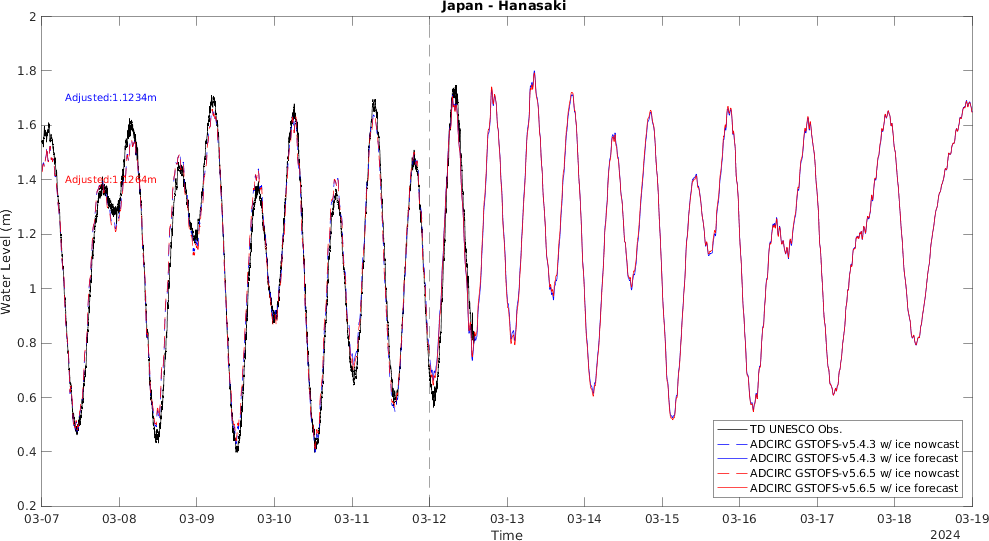 Japan - Hanasaki
2
1.8
1.6
1.4
1.2
1
0.8
0.6
0.4
0.2
Water Level (m)
Adjusted:1.1234m
Adjusted:1.1264m
TD UNESCO Obs.
ADCIRC GSTOFS-v5.4.3 w/ ice nowcast
ADCIRC GSTOFS-v5.4.3 w/ ice forecast
ADCIRC GSTOFS-v5.6.5 w/ ice nowcast
ADCIRC GSTOFS-v5.6.5 w/ ice forecast
03-07 03-08 03-09 03-10 03-11 03-12 03-13 03-14 03-15 03-16 03-17 03-18 03-19
Time
2024